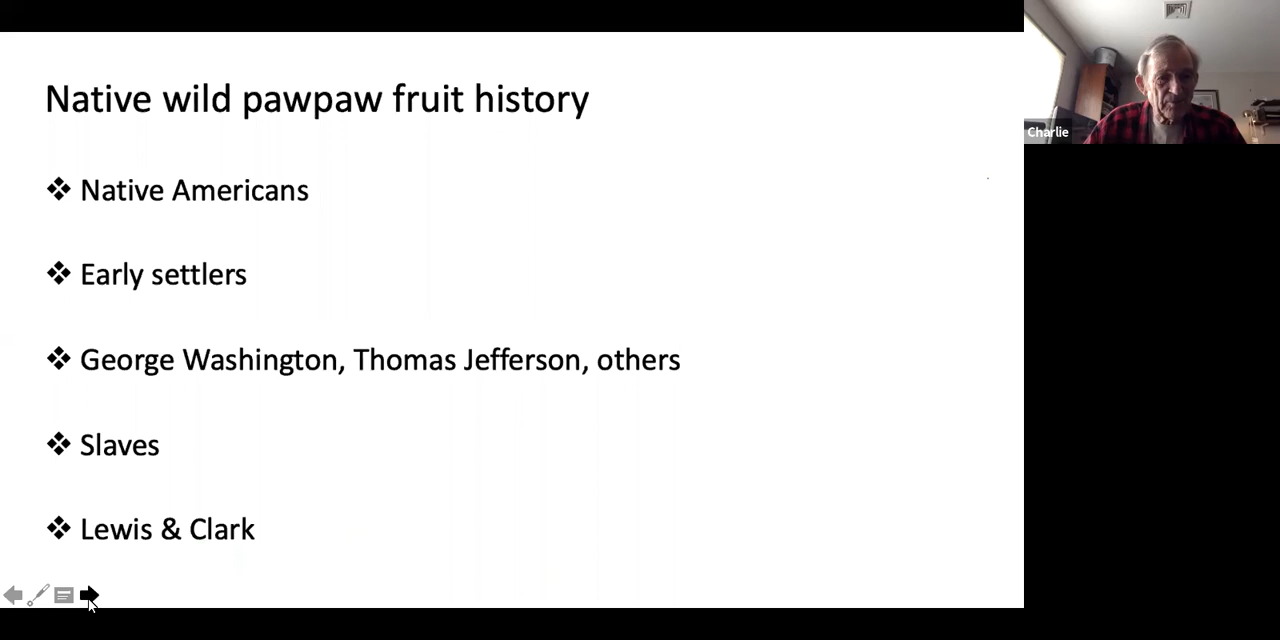 Native wild pawpaw fruit history
Native Americans
Early settlers
George Washington, Thomas Jefferson, others
Slaves
Lewis & Clark
Charlie